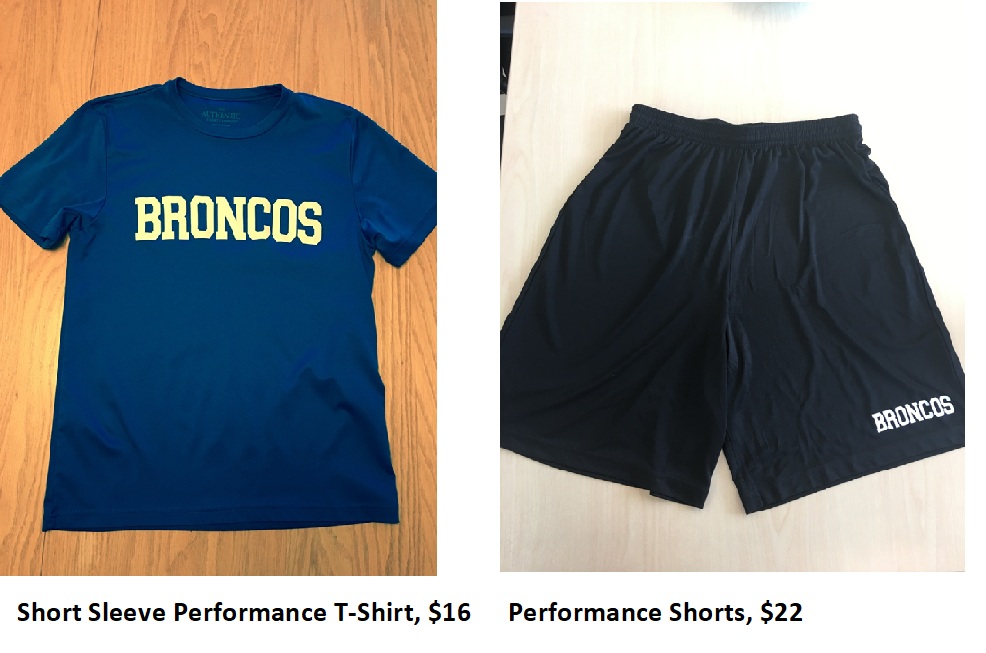 BRONCOS
BRONCOS
Short Sleeve Performance T-Shirt, $16
Performance Shorts, $22